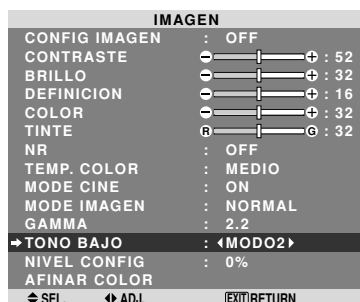 IMAGEN
CONFIG IMAGEN : OFF
CONTRASTE : 52
BRILLO : 32
DEFINICION : 16
COLOR : 32
TINTE R G : 32
NR : OFF
TEMP. COLOR : MEDIO
MODE CINE : ON
MODE IMAGEN : NORMAL
GAMMA : 2.2
TONO BAJO : MODO2
NIVEL CONFIG : 0%
AFINAR COLOR
SEL. ADJ. EXIT RETURN